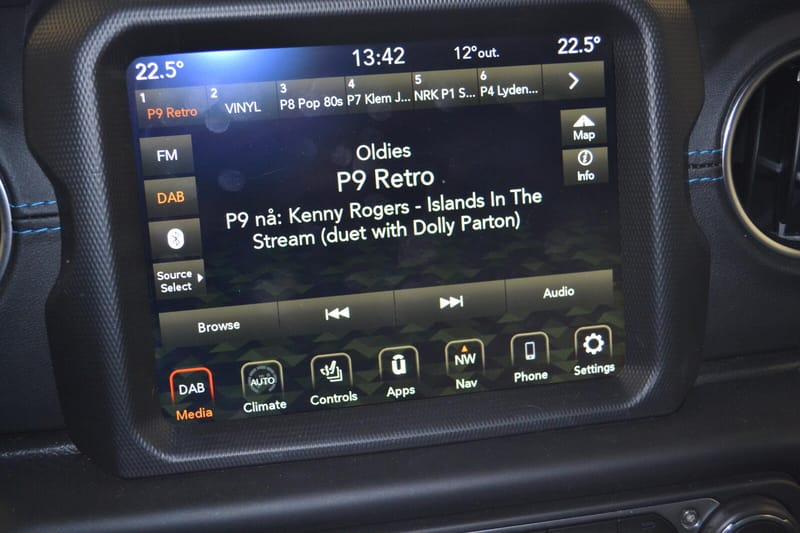 22.5°
13:42
12°out.
22.5°
1 P9 Retro
2 VINYL
3 P8 Pop 80s
4 P7 Klem J...
5 NRK P1 S...
6 P4 Lyden...
FM
DAB
Source
Select
Oldies
P9 Retro
P9 nå: Kenny Rogers - Islands In The
Stream (duet with Dolly Parton)
Map
Info
Browse
Audio
DAB
Media
AUTO
Climate
Controls
Apps
NW
Nav
Phone
Settings